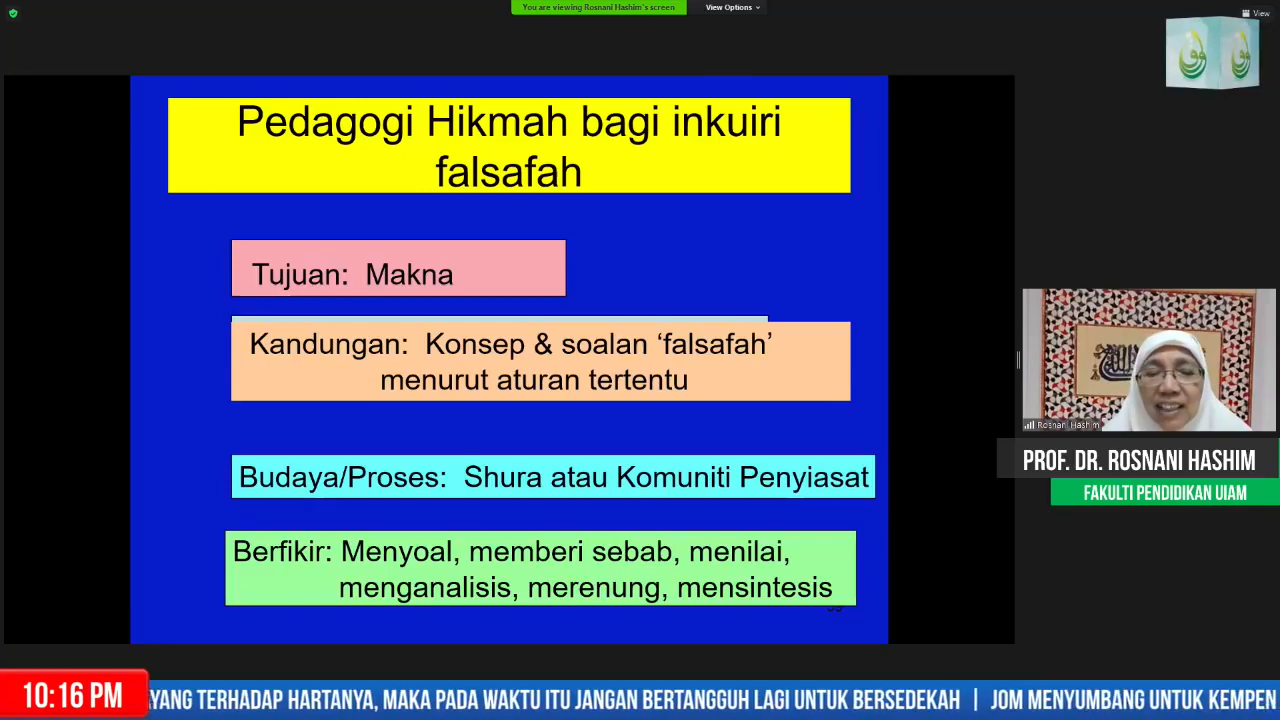 You are viewing Rosnani Hashim's screen
View Options
View
Pedagogi Hikmah bagi inkuiri
falsafah
Tujuan: Makna
Kandungan: Konsep & soalan ‘falsafah’
menurut aturan tertentu
Budaya/Proses: Shura atau Komuniti Penyiasat
Berfikir: Menyoal, memberi sebab, menilai,
menganalisis, merenung, mensintesis
Rosnani Hashim
PROF. DR. ROSNANI HASHIM
FAKULTI PENDIDIKAN UIAM
10:16 PM
AYANG TERHADAP HARTANYA, MAKA PADA WAKTU ITU JANGAN BERTANGGUH LAGI UNTUK BERSEDEKAH | JOM MENYUMBANG UNTUK KEMPEN